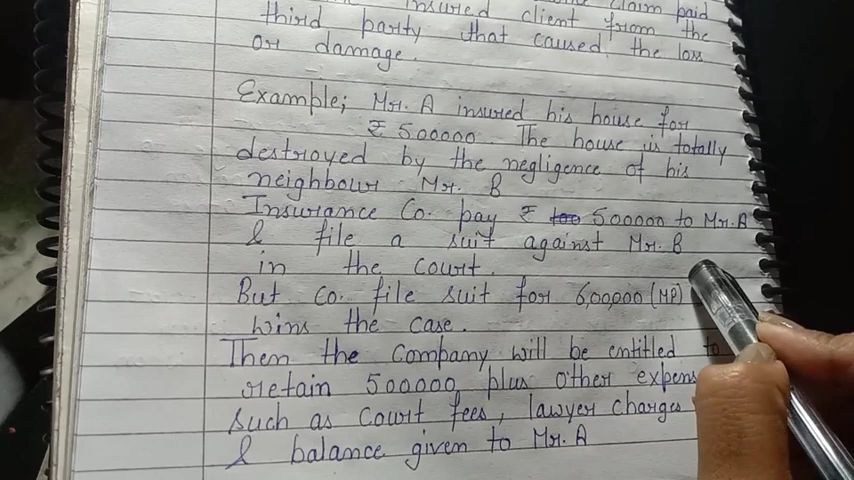 insured client from the
claim paid
third party that caused the loss
or damage.
Example; Mr. A insured his house for
₹ 500000. The house is totally
destroyed by the negligence of his
neighbour Mr. B
Insurance Co. pay ₹ 500000 to Mr. A
& file a suit against Mr. B
in the court.
But Co. file suit for 6,00,000 (MP)
wins the case.
Then the Company will be entitled to
retain 500000 plus other expens
such as Court fees, lawyer charges
& balance given to Mr. A